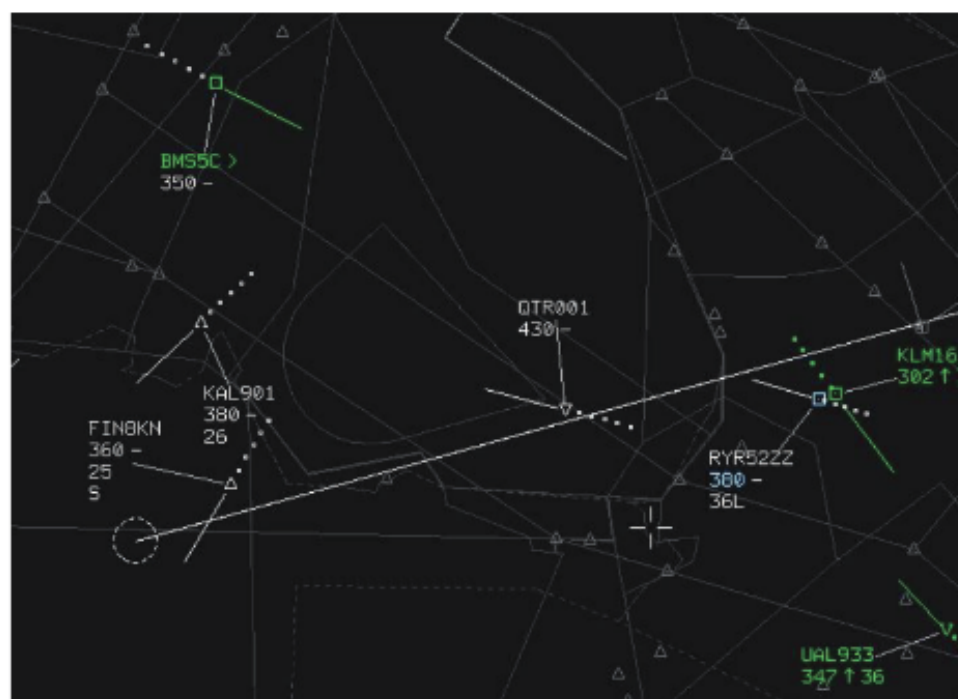 BMS5C >
350 -
QTR001
430 -
KLM16
302 ↑
KAL901
380 -
26
FIN8KN
360 -
25
S
RYR52ZZ
380 -
36L
UAL933
347 ↑ 36